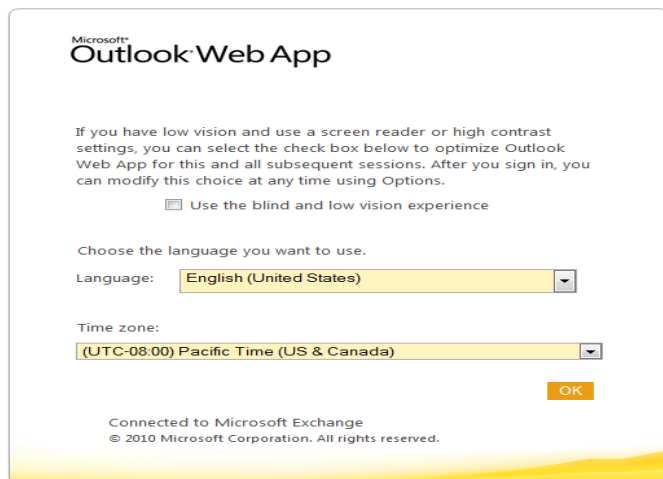 Microsoft®
Outlook Web App
If you have low vision and use a screen reader or high contrast
settings, you can select the check box below to optimize Outlook
Web App for this and all subsequent sessions. After you sign in, you
can modify this choice at any time using Options.
Use the blind and low vision experience
Choose the language you want to use.
Language: English (United States)
Time zone:
(UTC-08:00) Pacific Time (US & Canada)
OK
Connected to Microsoft Exchange
© 2010 Microsoft Corporation. All rights reserved.